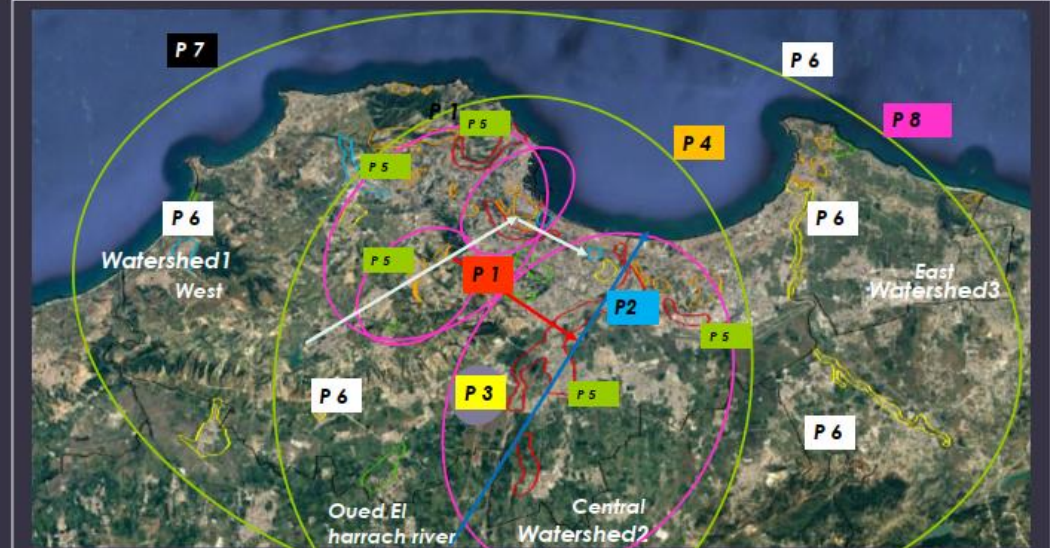 P 7
P 6
P 1
P 5
P 8
P 4
P 5
P 6
P 6
Watershed1
West
P 5
P 1
East
Watershed3
P2
P 5
P 6
P 3
P 5
P 6
Oued El
harrach river
Central
Watershed2